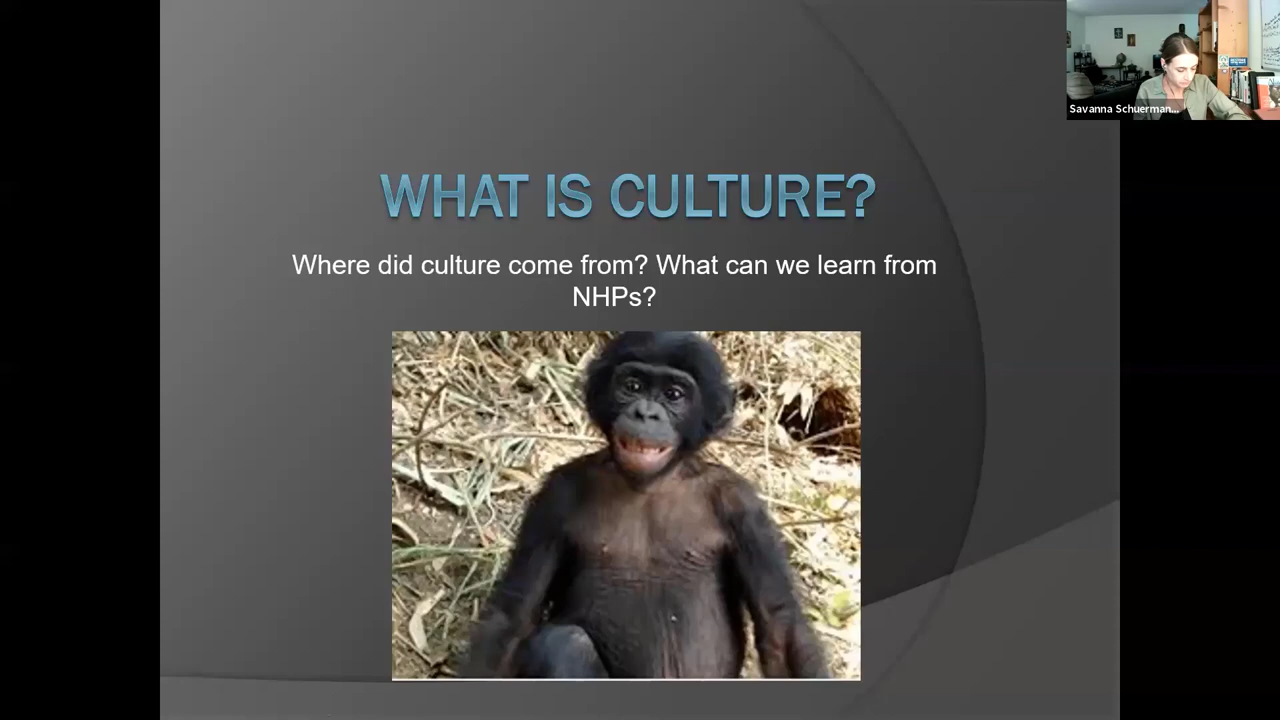 WHAT IS CULTURE?
Where did culture come from? What can we learn from
NHPs?
Savanna Schuerman...